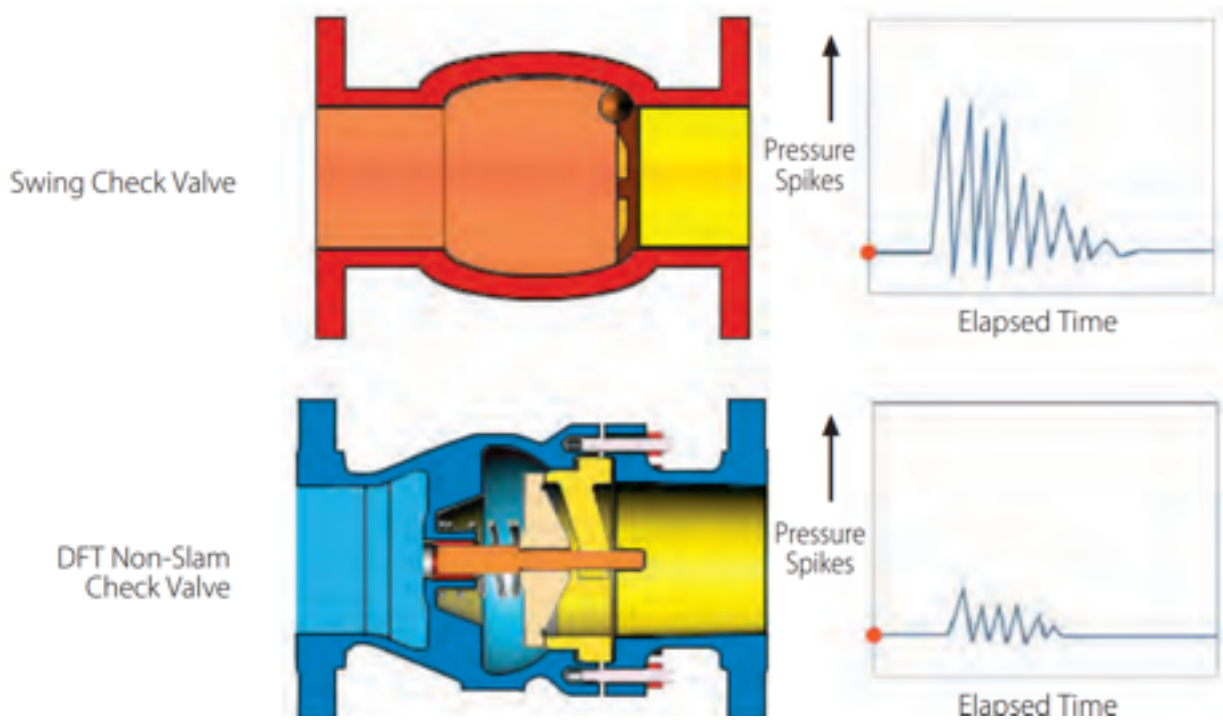 Swing Check Valve
Pressure
Spikes
Elapsed Time
DFT Non-Slam
Check Valve
Pressure
Spikes
Elapsed Time